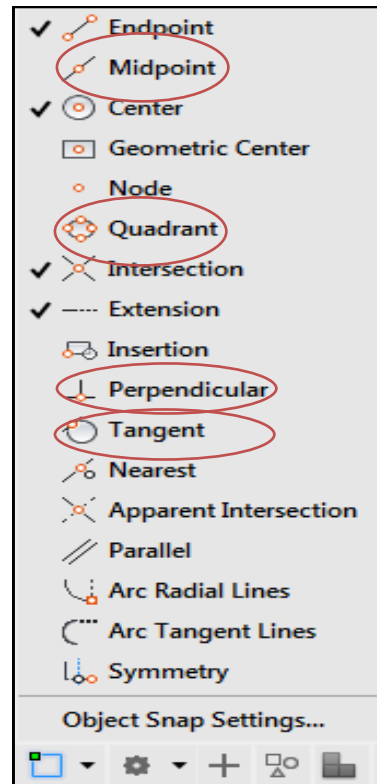 Endpoint
Midpoint
Center
Geometric Center
Node
Quadrant
Intersection
Extension
Insertion
Perpendicular
Tangent
Nearest
Apparent Intersection
Parallel
Arc Radial Lines
Arc Tangent Lines
Symmetry
Object Snap Settings...